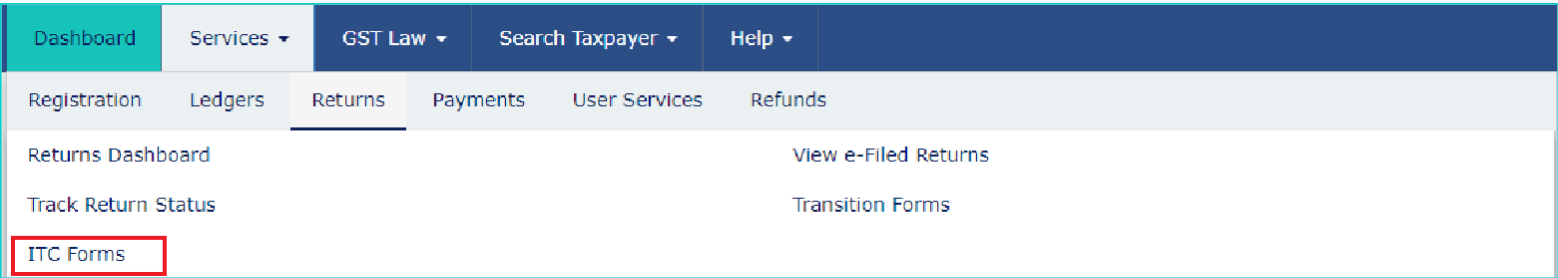 Dashboard Services GST Law Search Taxpayer Help
Registration Ledgers Returns Payments User Services Refunds
Returns Dashboard View e-Filed Returns
Track Return Status Transition Forms
ITC Forms